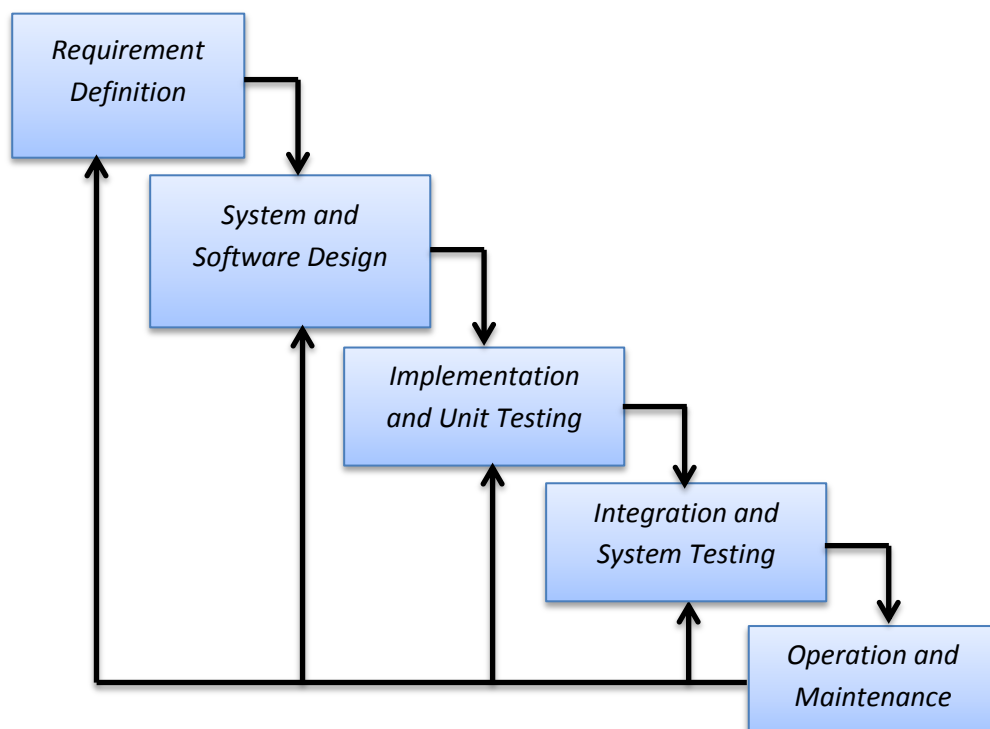 Requirement
Definition
System and
Software Design
Implementation
and Unit Testing
Integration and
System Testing
Operation and
Maintenance